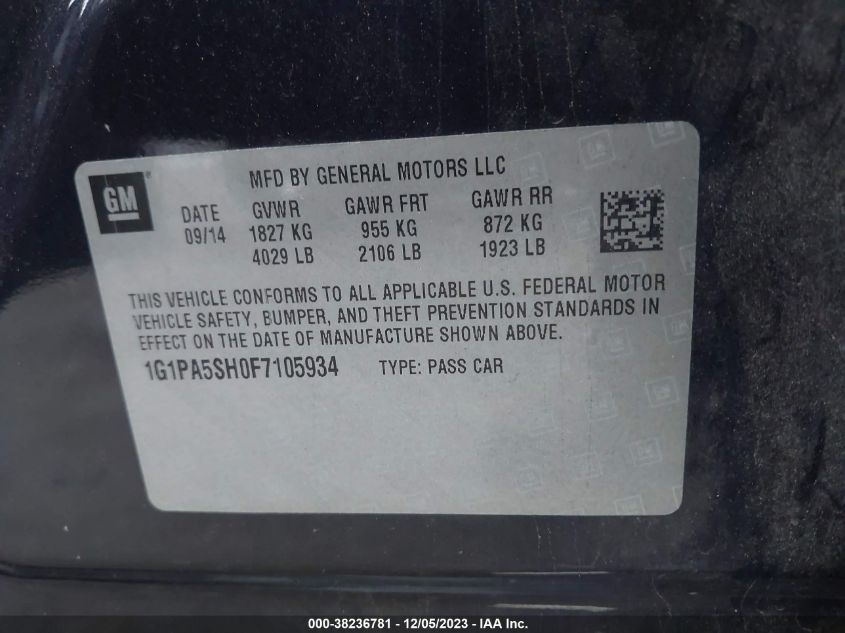 GM
MFD BY GENERAL MOTORS LLC
DATE GVWR GAWR FRT GAWR RR
09/14 1827 KG 955 KG 872 KG
4029 LB 2106 LB 1923 LB
THIS VEHICLE CONFORMS TO ALL APPLICABLE U.S. FEDERAL MOTOR
VEHICLE SAFETY, BUMPER, AND THEFT PREVENTION STANDARDS IN
EFFECT ON THE DATE OF MANUFACTURE SHOWN ABOVE.
1G1PA5SH0F7105934 TYPE: PASS CAR
000-38236781 - 12/05/2023 - IAA Inc.